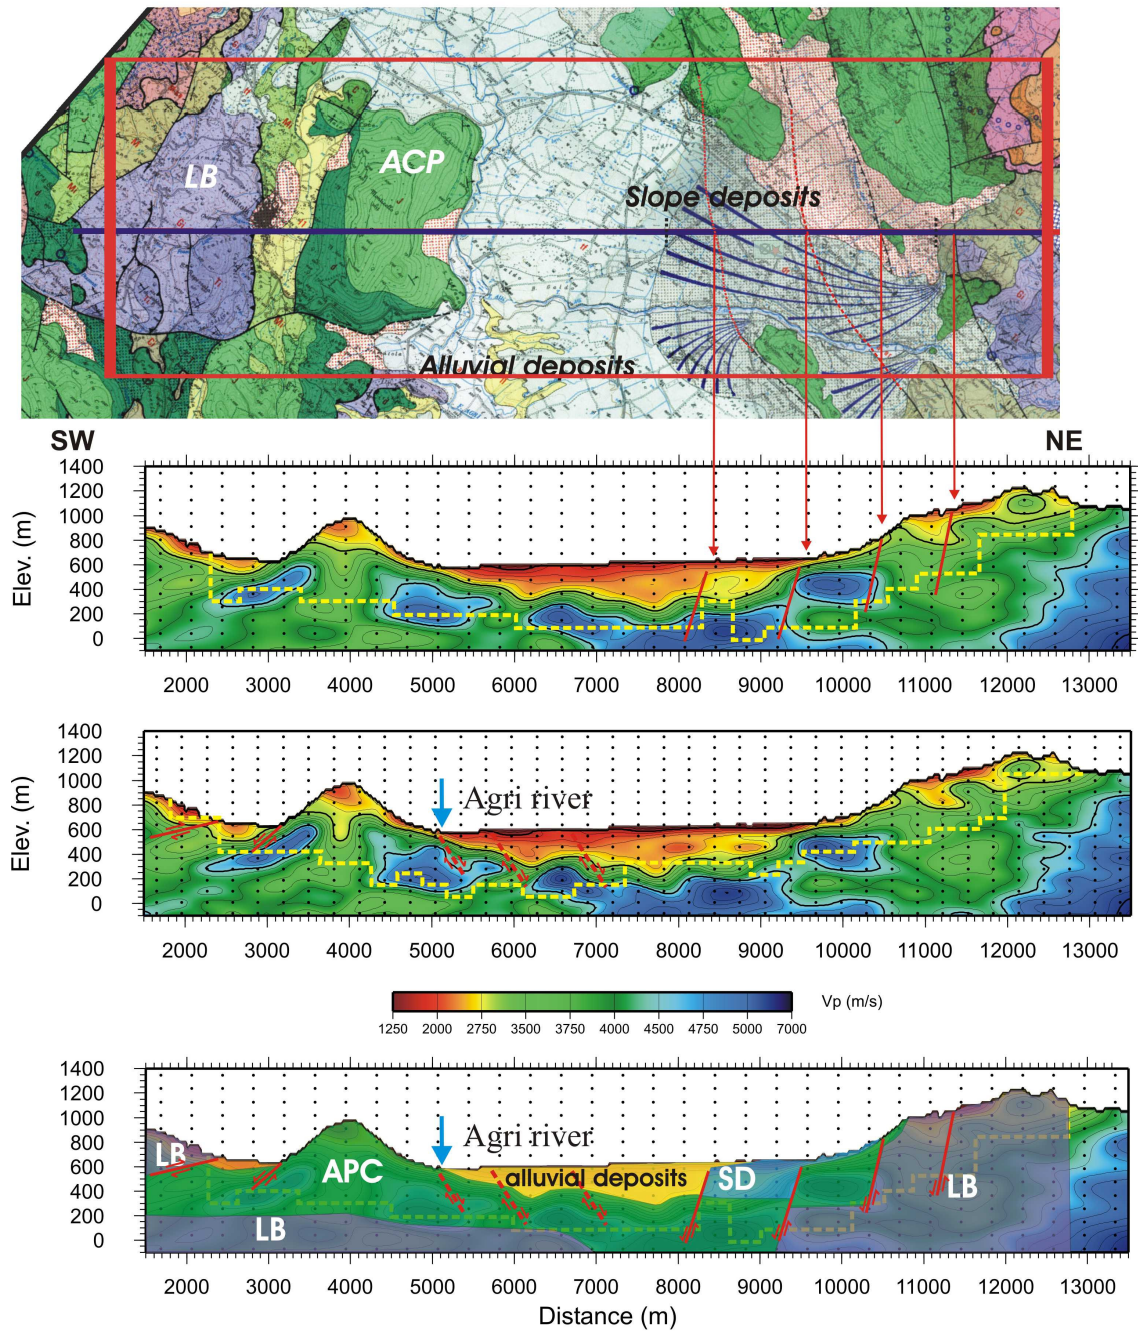 LB
ACP
Slope deposits
Alluvial deposits
SW
NE
Elev. (m)
1400
1200
1000
800
600
400
200
0
2000 3000 4000 5000 6000 7000 8000 9000 10000 11000 12000 13000
Elev. (m)
1400
1200
1000
800
600
400
200
0
Agri river
2000 3000 4000 5000 6000 7000 8000 9000 10000 11000 12000 13000
Vp (m/s)
1250 2000 2750 3500 3750 4000 4500 4750 5000 7000
1400
1200
1000
800
600
400
200
0
Agri river
LB
APC
alluvial deposits
SD
LB
LB
2000 3000 4000 5000 6000 7000 8000 9000 10000 11000 12000 13000
Distance (m)